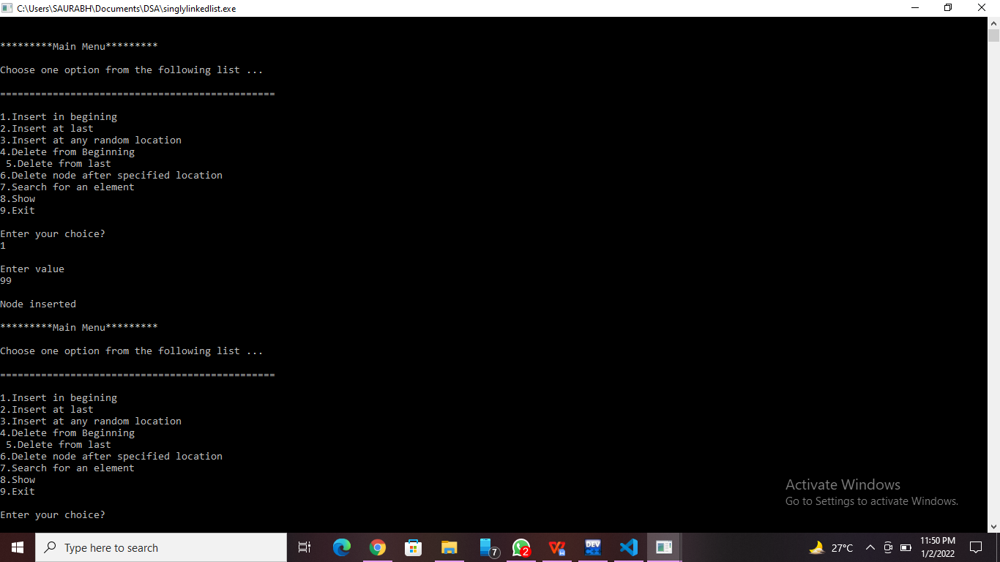 C:\Users\SAURABH\Documents\DSA\singlylinkedlist.exe
*********Main Menu*********
Choose one option from the following list ...
===============================================
1.Insert in begining
2.Insert at last
3.Insert at any random location
4.Delete from Beginning
 5.Delete from last
6.Delete node after specified location
7.Search for an element
8.Show
9.Exit
Enter your choice?
1
Enter value
99
Node inserted
*********Main Menu*********
Choose one option from the following list ...
===============================================
1.Insert in begining
2.Insert at last
3.Insert at any random location
4.Delete from Beginning
 5.Delete from last
6.Delete node after specified location
7.Search for an element
8.Show
9.Exit
Enter your choice?
Activate Windows
Go to Settings to activate Windows.
Type here to search
7
2
DEV
27°C
11:50 PM
1/2/2022